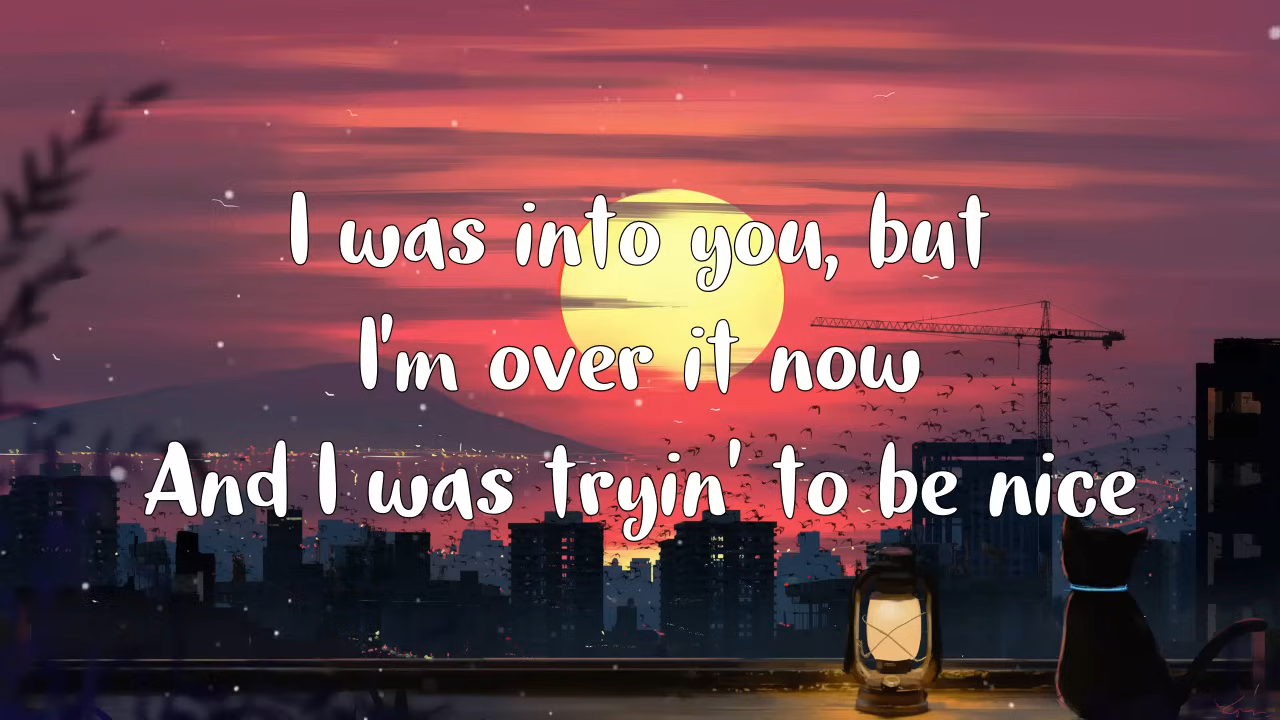 I was into you, but
I'm over it now
And I was tryin' to be nice